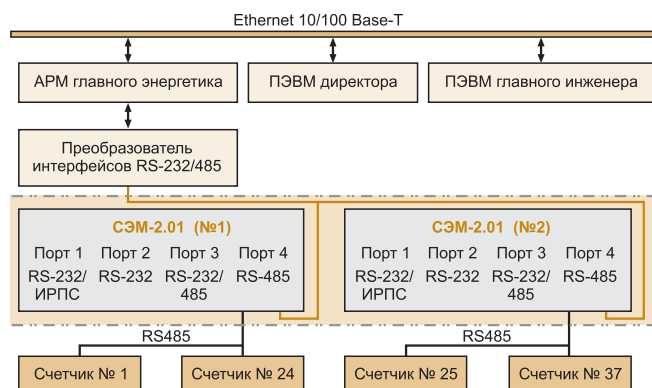 Ethernet 10/100 Base-T
АРМ главного энергетика
ПЭВМ директора
ПЭВМ главного инженера
Преобразователь
интерфейсов RS-232/485
СЭМ-2.01 (№1)
Порт 1 Порт 2 Порт 3 Порт 4
RS-232/ RS-232 RS-232/ RS-485
ИРПС 485
СЭМ-2.01 (№2)
Порт 1 Порт 2 Порт 3 Порт 4
RS-232/ RS-232 RS-232/ RS-485
ИРПС 485
RS485
RS485
Счетчик № 1
Счетчик № 24
Счетчик № 25
Счетчик № 37